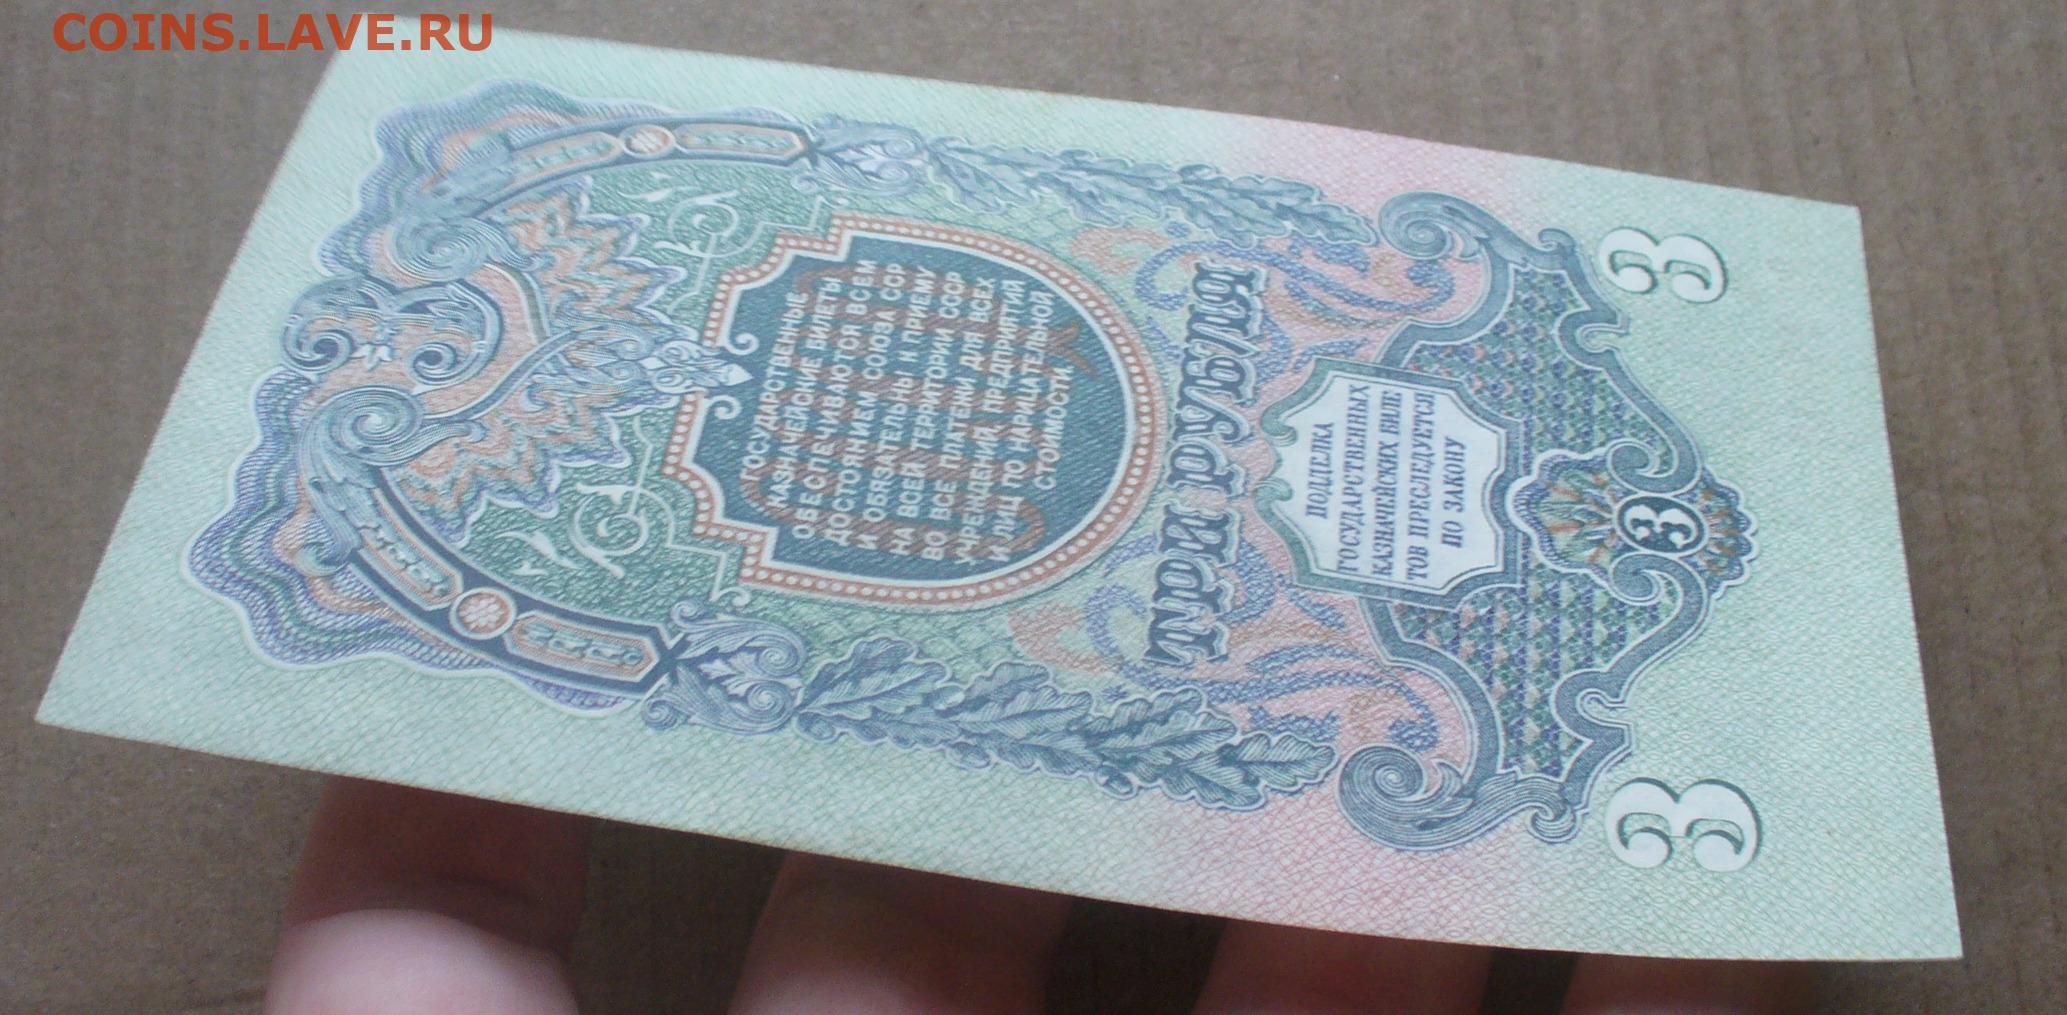 COINS.LAVE.RU
ГОСУДАРСТВЕННЫЕ
КАЗНАЧЕЙСКИЕ БИЛЕТЫ
ОБЕСПЕЧИВАЮТСЯ ВСЕМ
ДОСТОЯНИЕМ СОЮЗА ССР
И ОБЯЗАТЕЛЬНЫ К ПРИЕМУ
НА ВСЕЙ ТЕРРИТОРИИ СССР
ВО ВСЕ ПЛАТЕЖИ ДЛЯ ВСЕХ
УЧРЕЖДЕНИЙ, ПРЕДПРИЯТИЙ
И ЛИЦ ПО НАРИЦАТЕЛЬНОЙ
СТОИМОСТИ.
три рубля
ПОДДЕЛКА
ГОСУДАРСТВЕННЫХ
КАЗНАЧЕЙСКИХ БИЛЕ
ТОВ ПРЕСЛЕДУЕТСЯ
ПО ЗАКОНУ
3
3
3